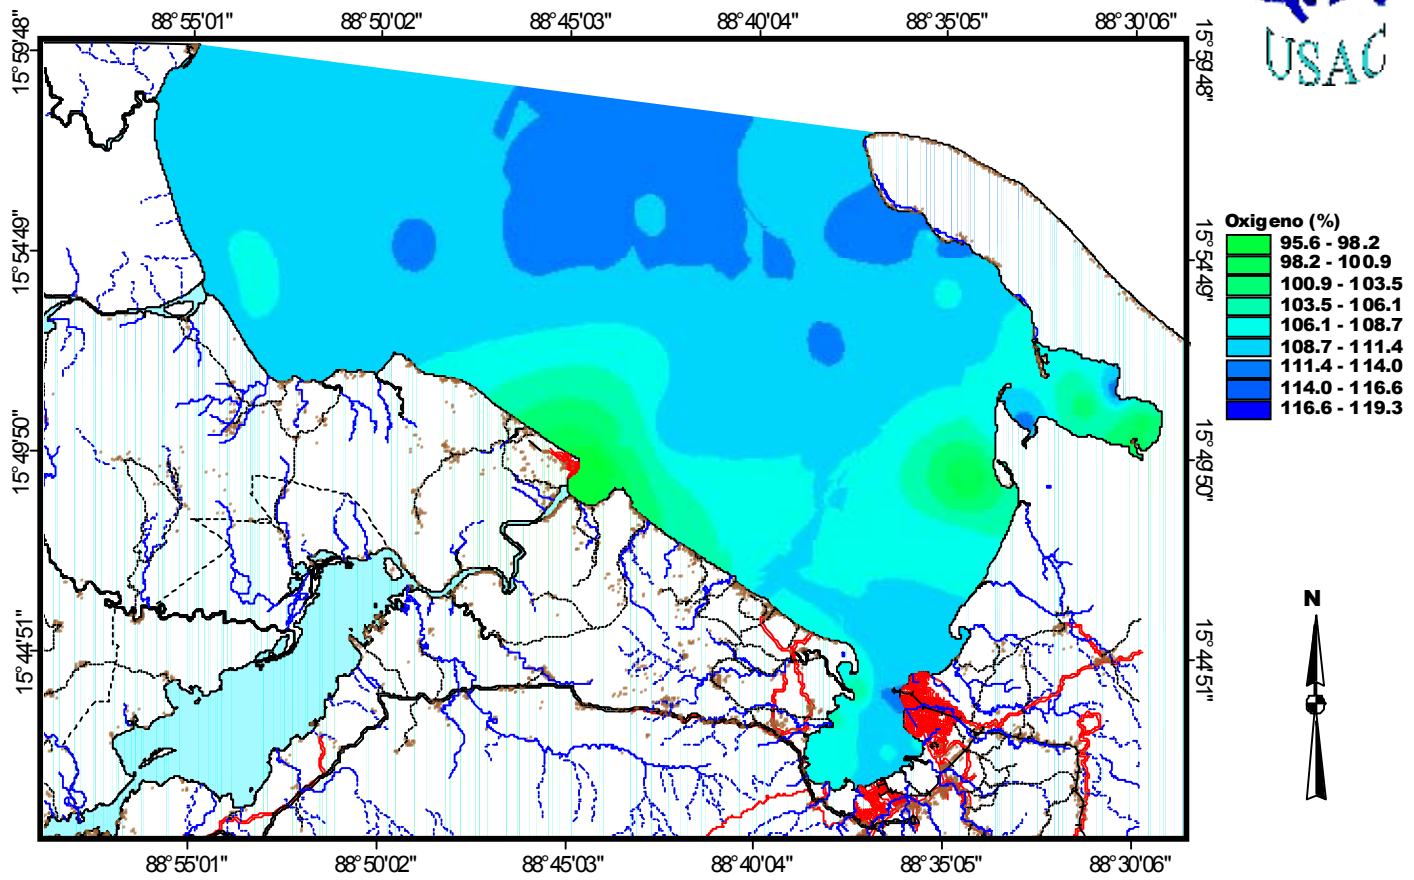 88°55'01" 88°50'02" 88°45'03" 88°40'04" 88°35'05" 88°30'06"
USAC
15°59'48"
15°59'48"
15°54'49"
15°54'49"
15°49'50"
15°49'50"
15°44'51"
15°44'51"
Oxigeno (%)
95.6 - 98.2
98.2 - 100.9
100.9 - 103.5
103.5 - 106.1
106.1 - 108.7
108.7 - 111.4
111.4 - 114.0
114.0 - 116.6
116.6 - 119.3
N
88°55'01" 88°50'02" 88°45'03" 88°40'04" 88°35'05" 88°30'06"